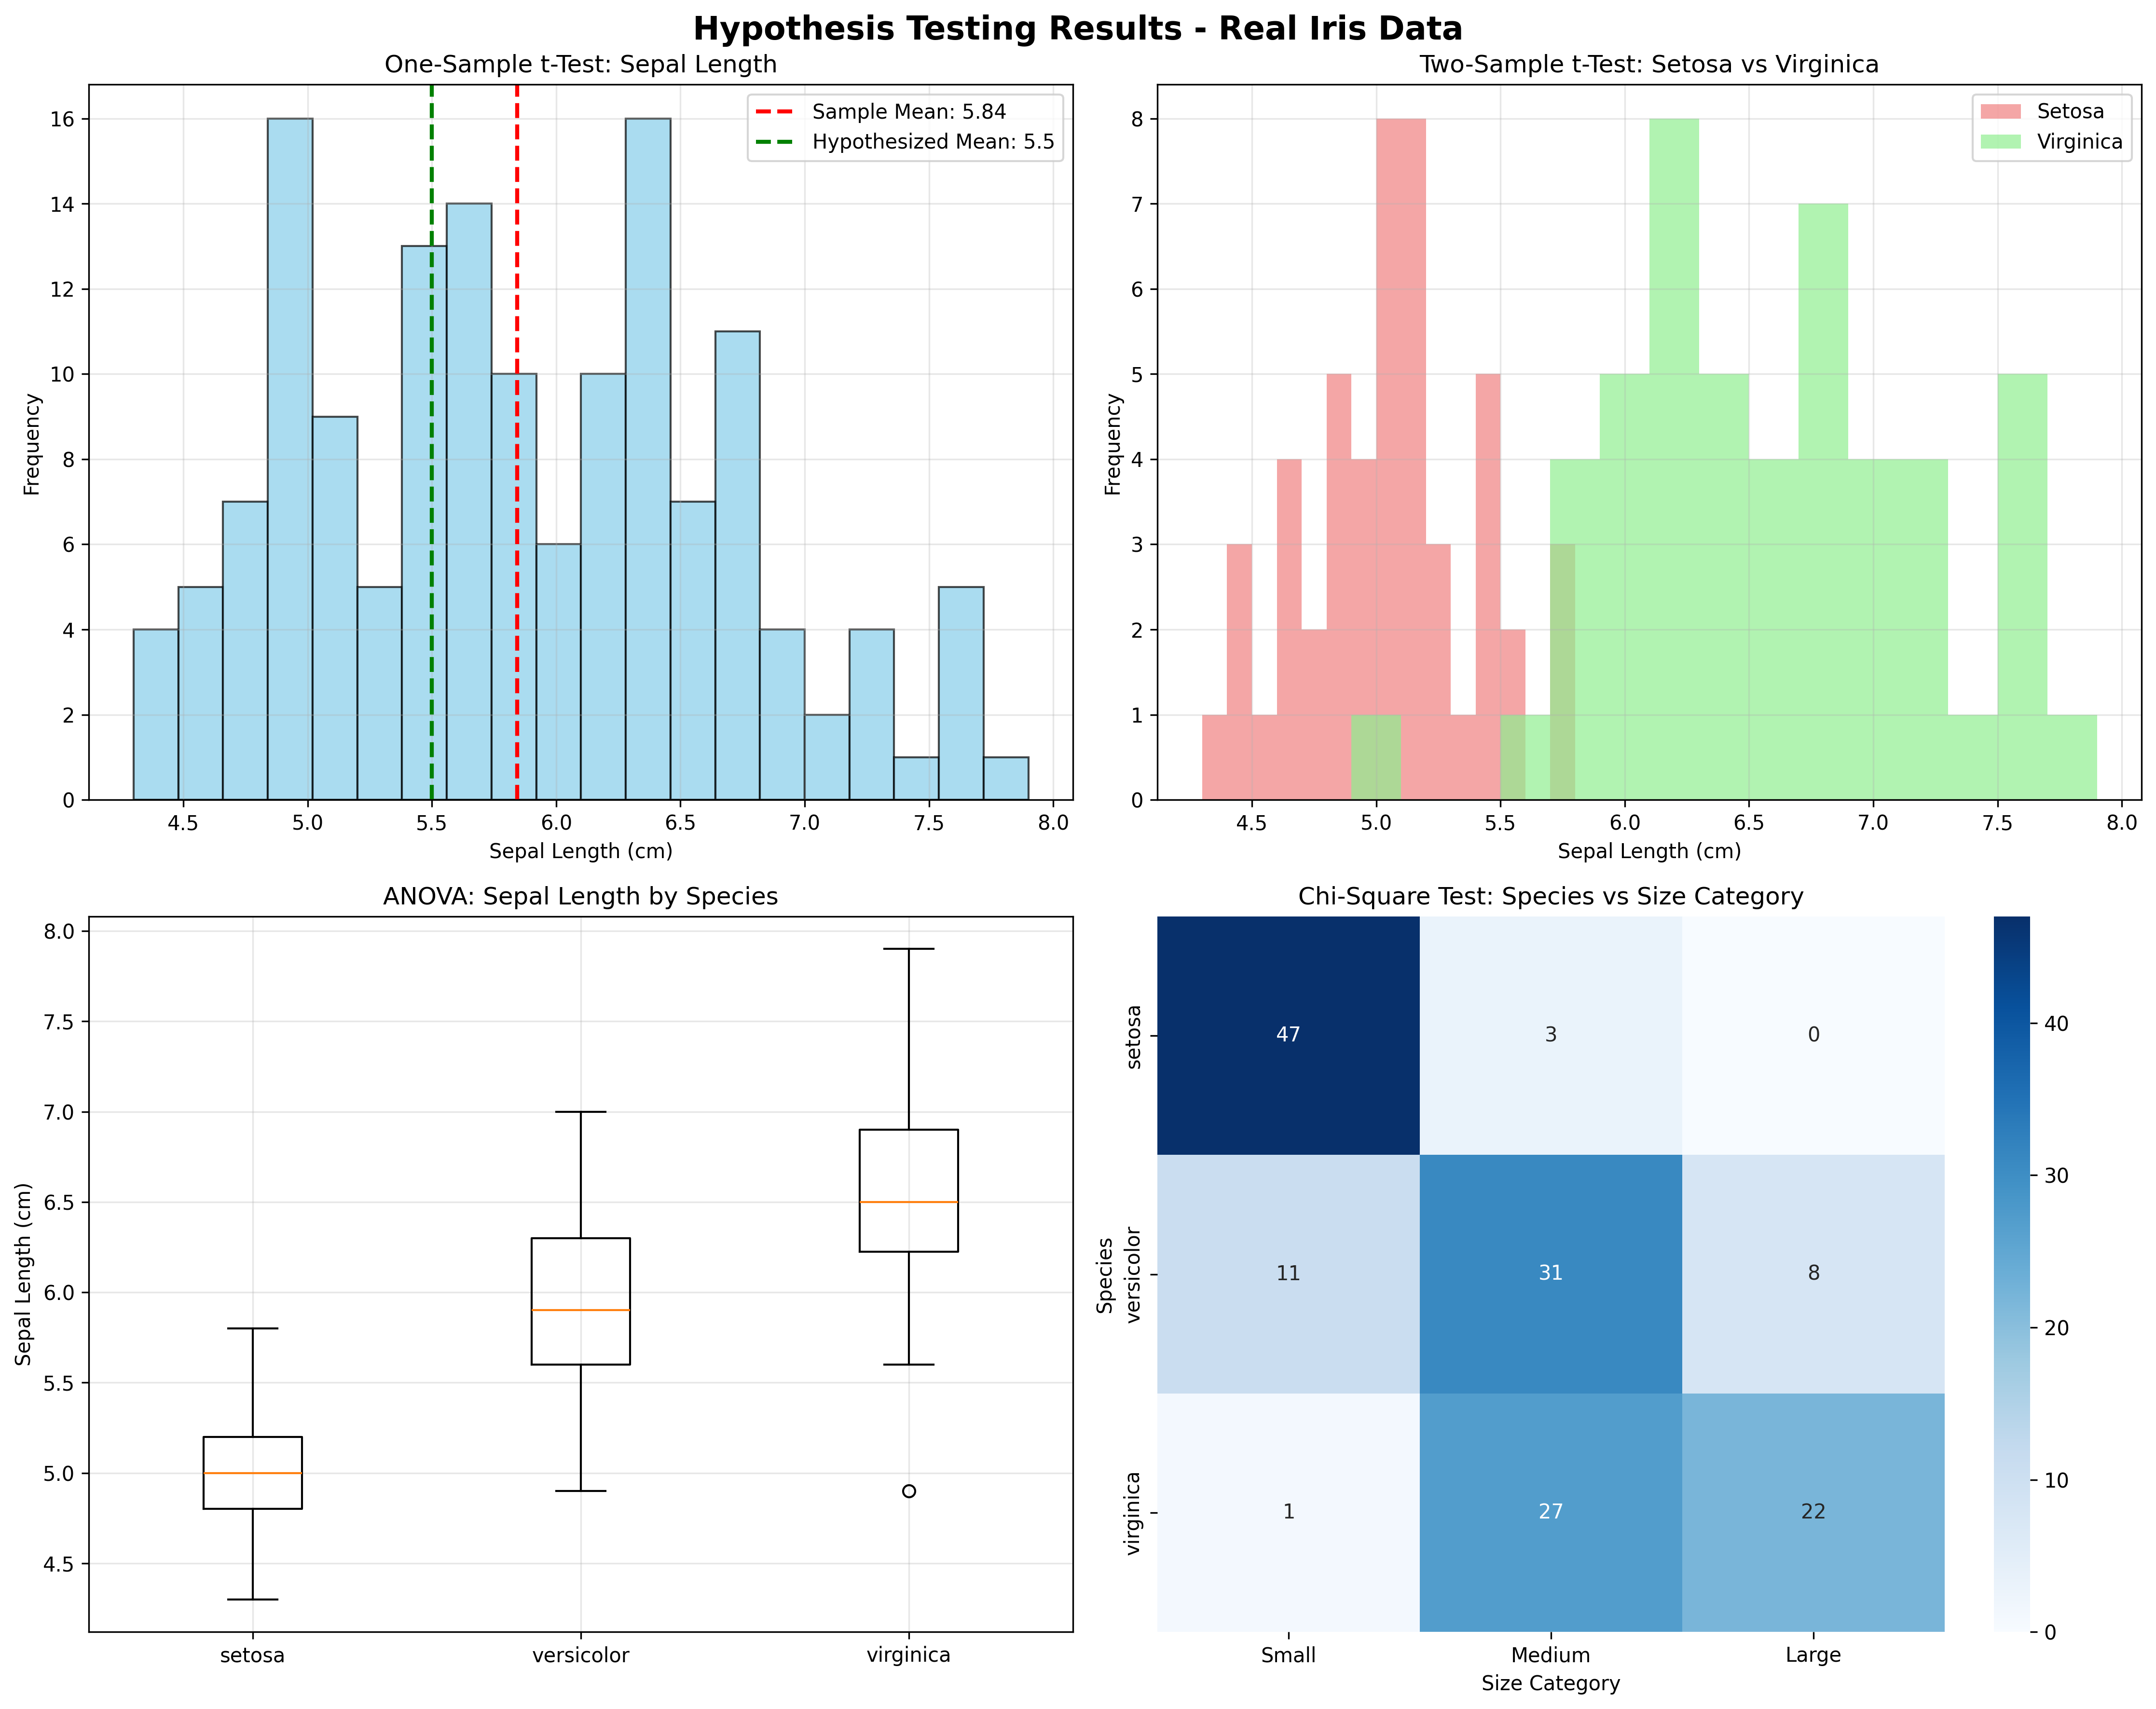 Hypothesis Testing Results - Real Iris Data
One-Sample t-Test: Sepal Length
Sample Mean: 5.84
Hypothesized Mean: 5.5
Frequency
16
14
12
10
8
6
4
2
0
4.5 5.0 5.5 6.0 6.5 7.0 7.5 8.0
Sepal Length (cm)
Two-Sample t-Test: Setosa vs Virginica
Setosa
Virginica
Frequency
8
7
6
5
4
3
2
1
0
4.5 5.0 5.5 6.0 6.5 7.0 7.5 8.0
Sepal Length (cm)
ANOVA: Sepal Length by Species
Sepal Length (cm)
8.0
7.5
7.0
6.5
6.0
5.5
5.0
4.5
setosa versicolor virginica
Chi-Square Test: Species vs Size Category
Species
setosa
47 3 0
versicolor
11 31 8
virginica
1 27 22
Small Medium Large
Size Category
40
30
20
10
0